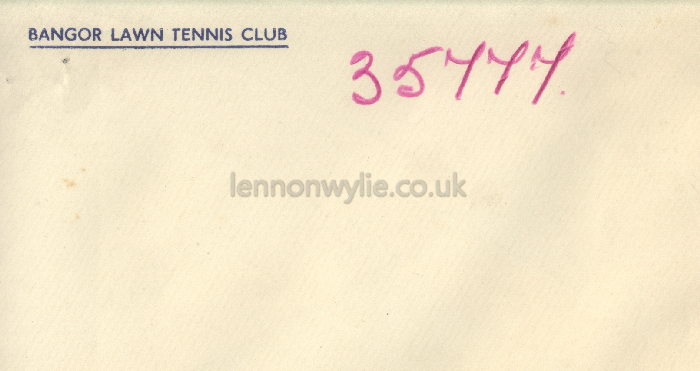 BANGOR LAWN TENNIS CLUB
35777.
lennonwylie.co.uk